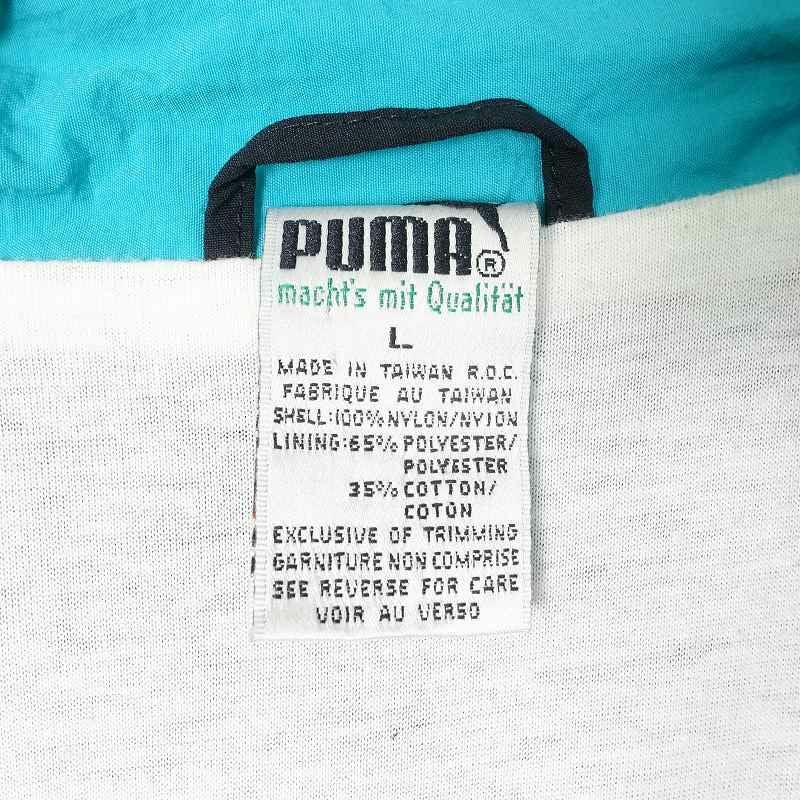 PUMA®
macht's mit Qualität
L
MADE IN TAIWAN R.O.C.
FABRIQUE AU TAIWAN
SHELL:100%NYLON/NYLON
LINING:65% POLYESTER/
POLYESTER
35% COTTON/
COTON
EXCLUSIVE OF TRIMMING
GARNITURE NON COMPRISE
SEE REVERSE FOR CARE
VOIR AU VERSO